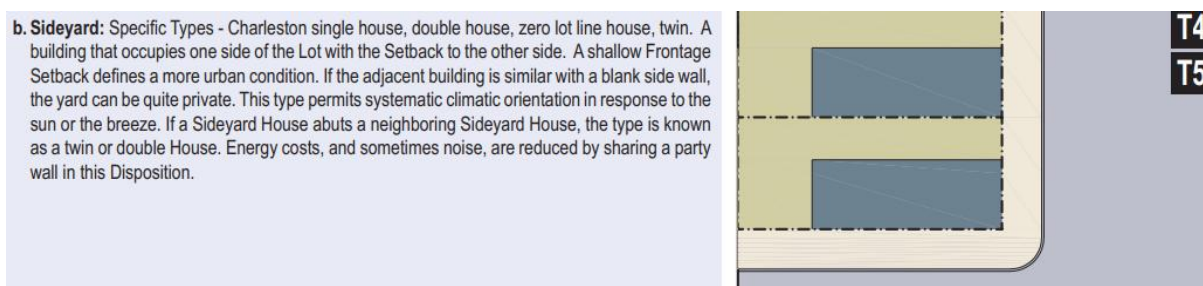 b. Sideyard: Specific Types - Charleston single house, double house, zero lot line house, twin. A
building that occupies one side of the Lot with the Setback to the other side. A shallow Frontage
Setback defines a more urban condition. If the adjacent building is similar with a blank side wall,
the yard can be quite private. This type permits systematic climatic orientation in response to the
sun or the breeze. If a Sideyard House abuts a neighboring Sideyard House, the type is known
as a twin or double House. Energy costs, and sometimes noise, are reduced by sharing a party
wall in this Disposition.
T4
T5